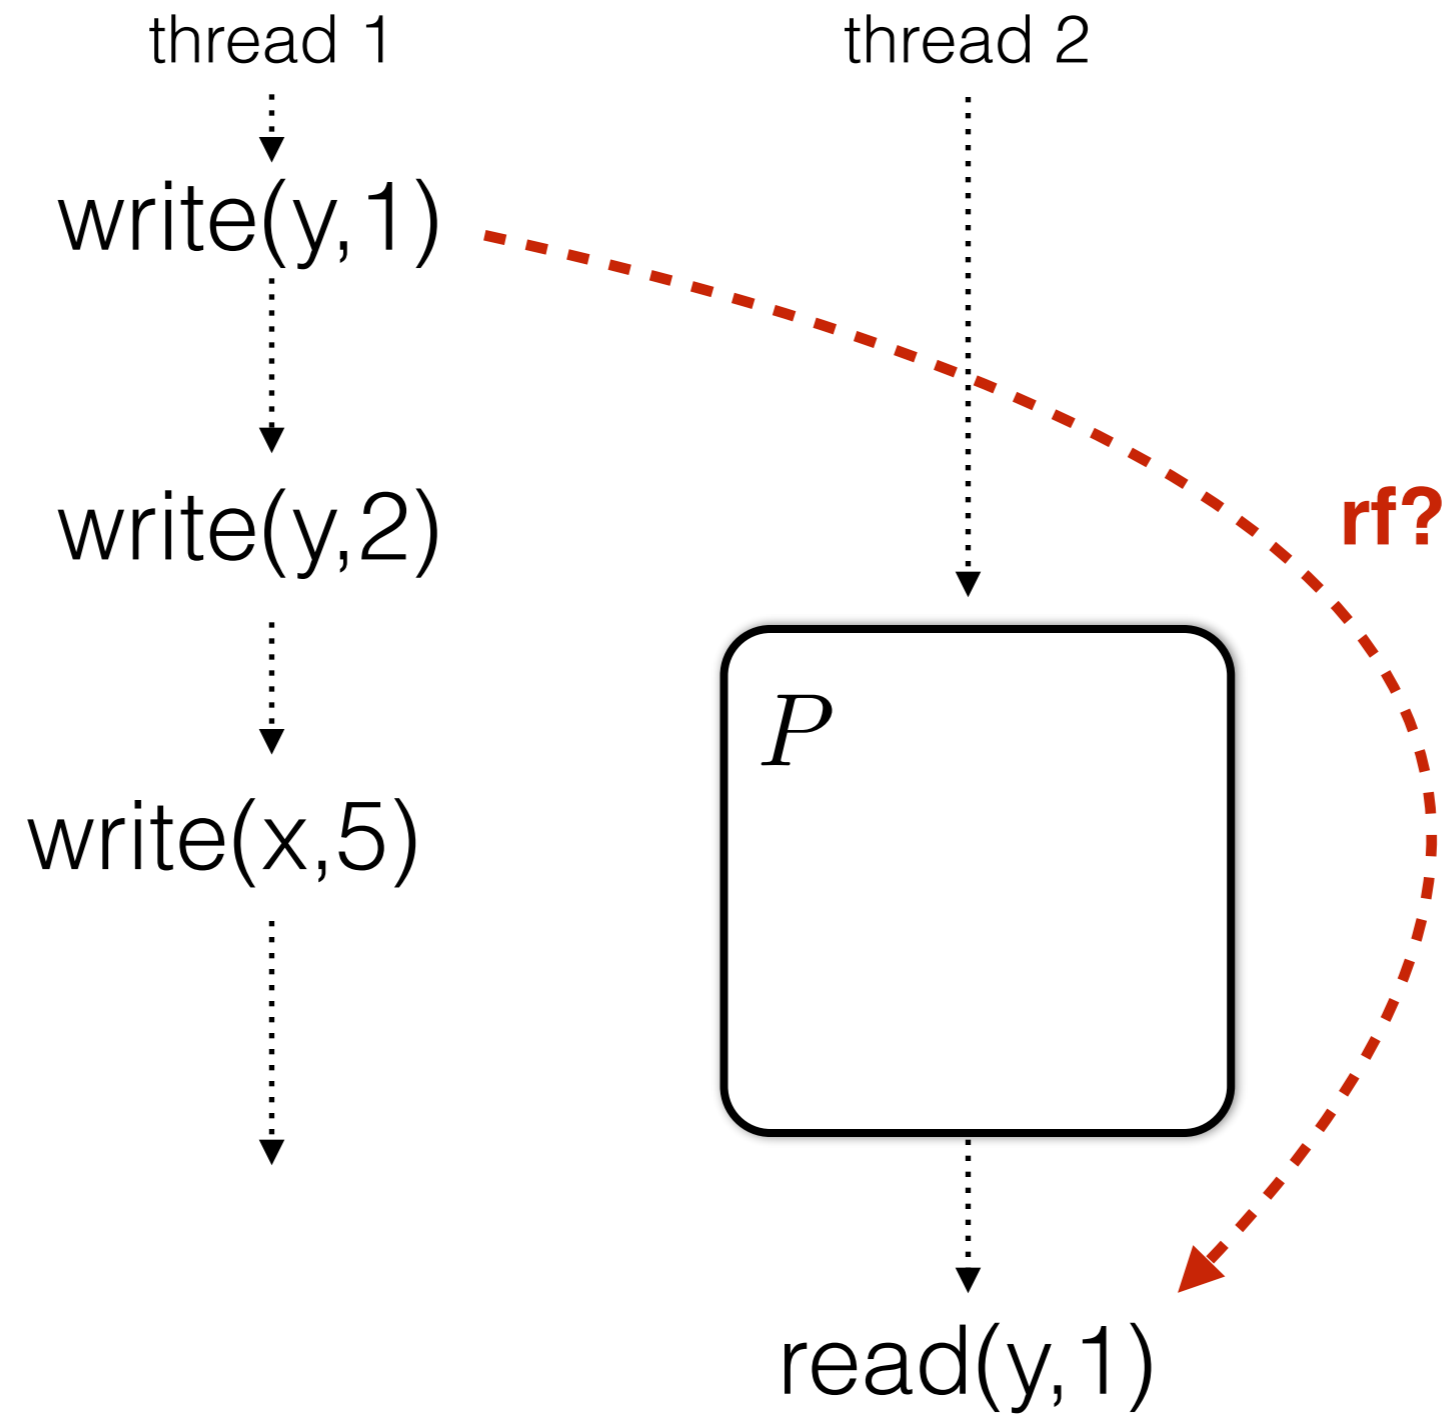 thread 1
thread 2
write(y,1)
write(y,2)
rf?
P
write(x,5)
read(y,1)